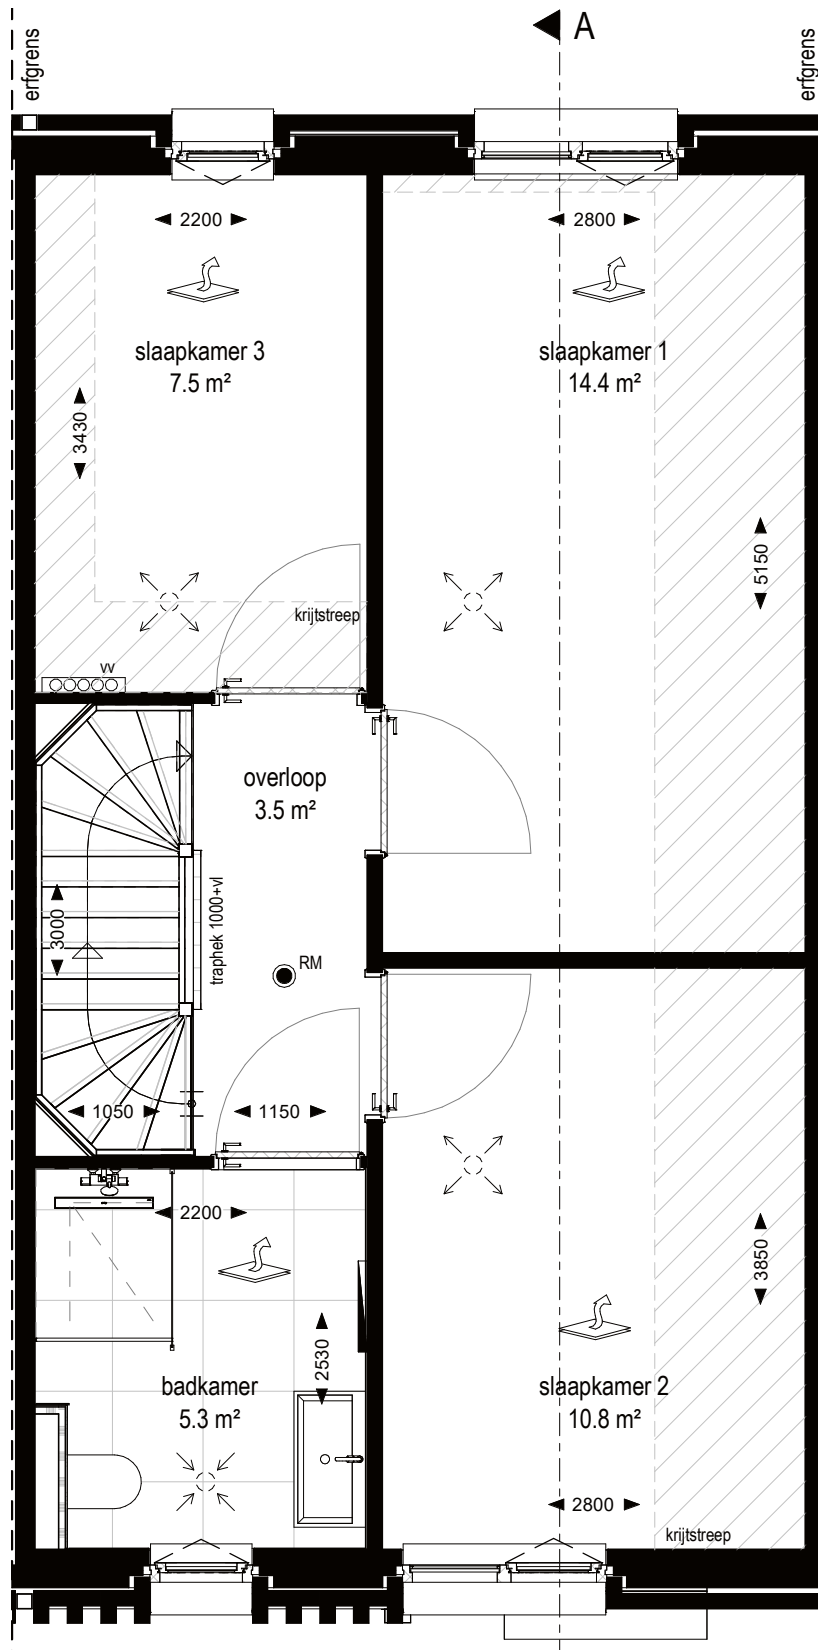 A
erfgrens
erfgrens
2200
2800
slaapkamer 3
7.5 m²
slaapkamer 1
14.4 m²
3430
5150
krijtstreep
vv
overloop
3.5 m²
3000
traphek 1000+vl
RM
1050
1150
2200
3850
2530
badkamer
5.3 m²
slaapkamer 2
10.8 m²
2800
krijtstreep